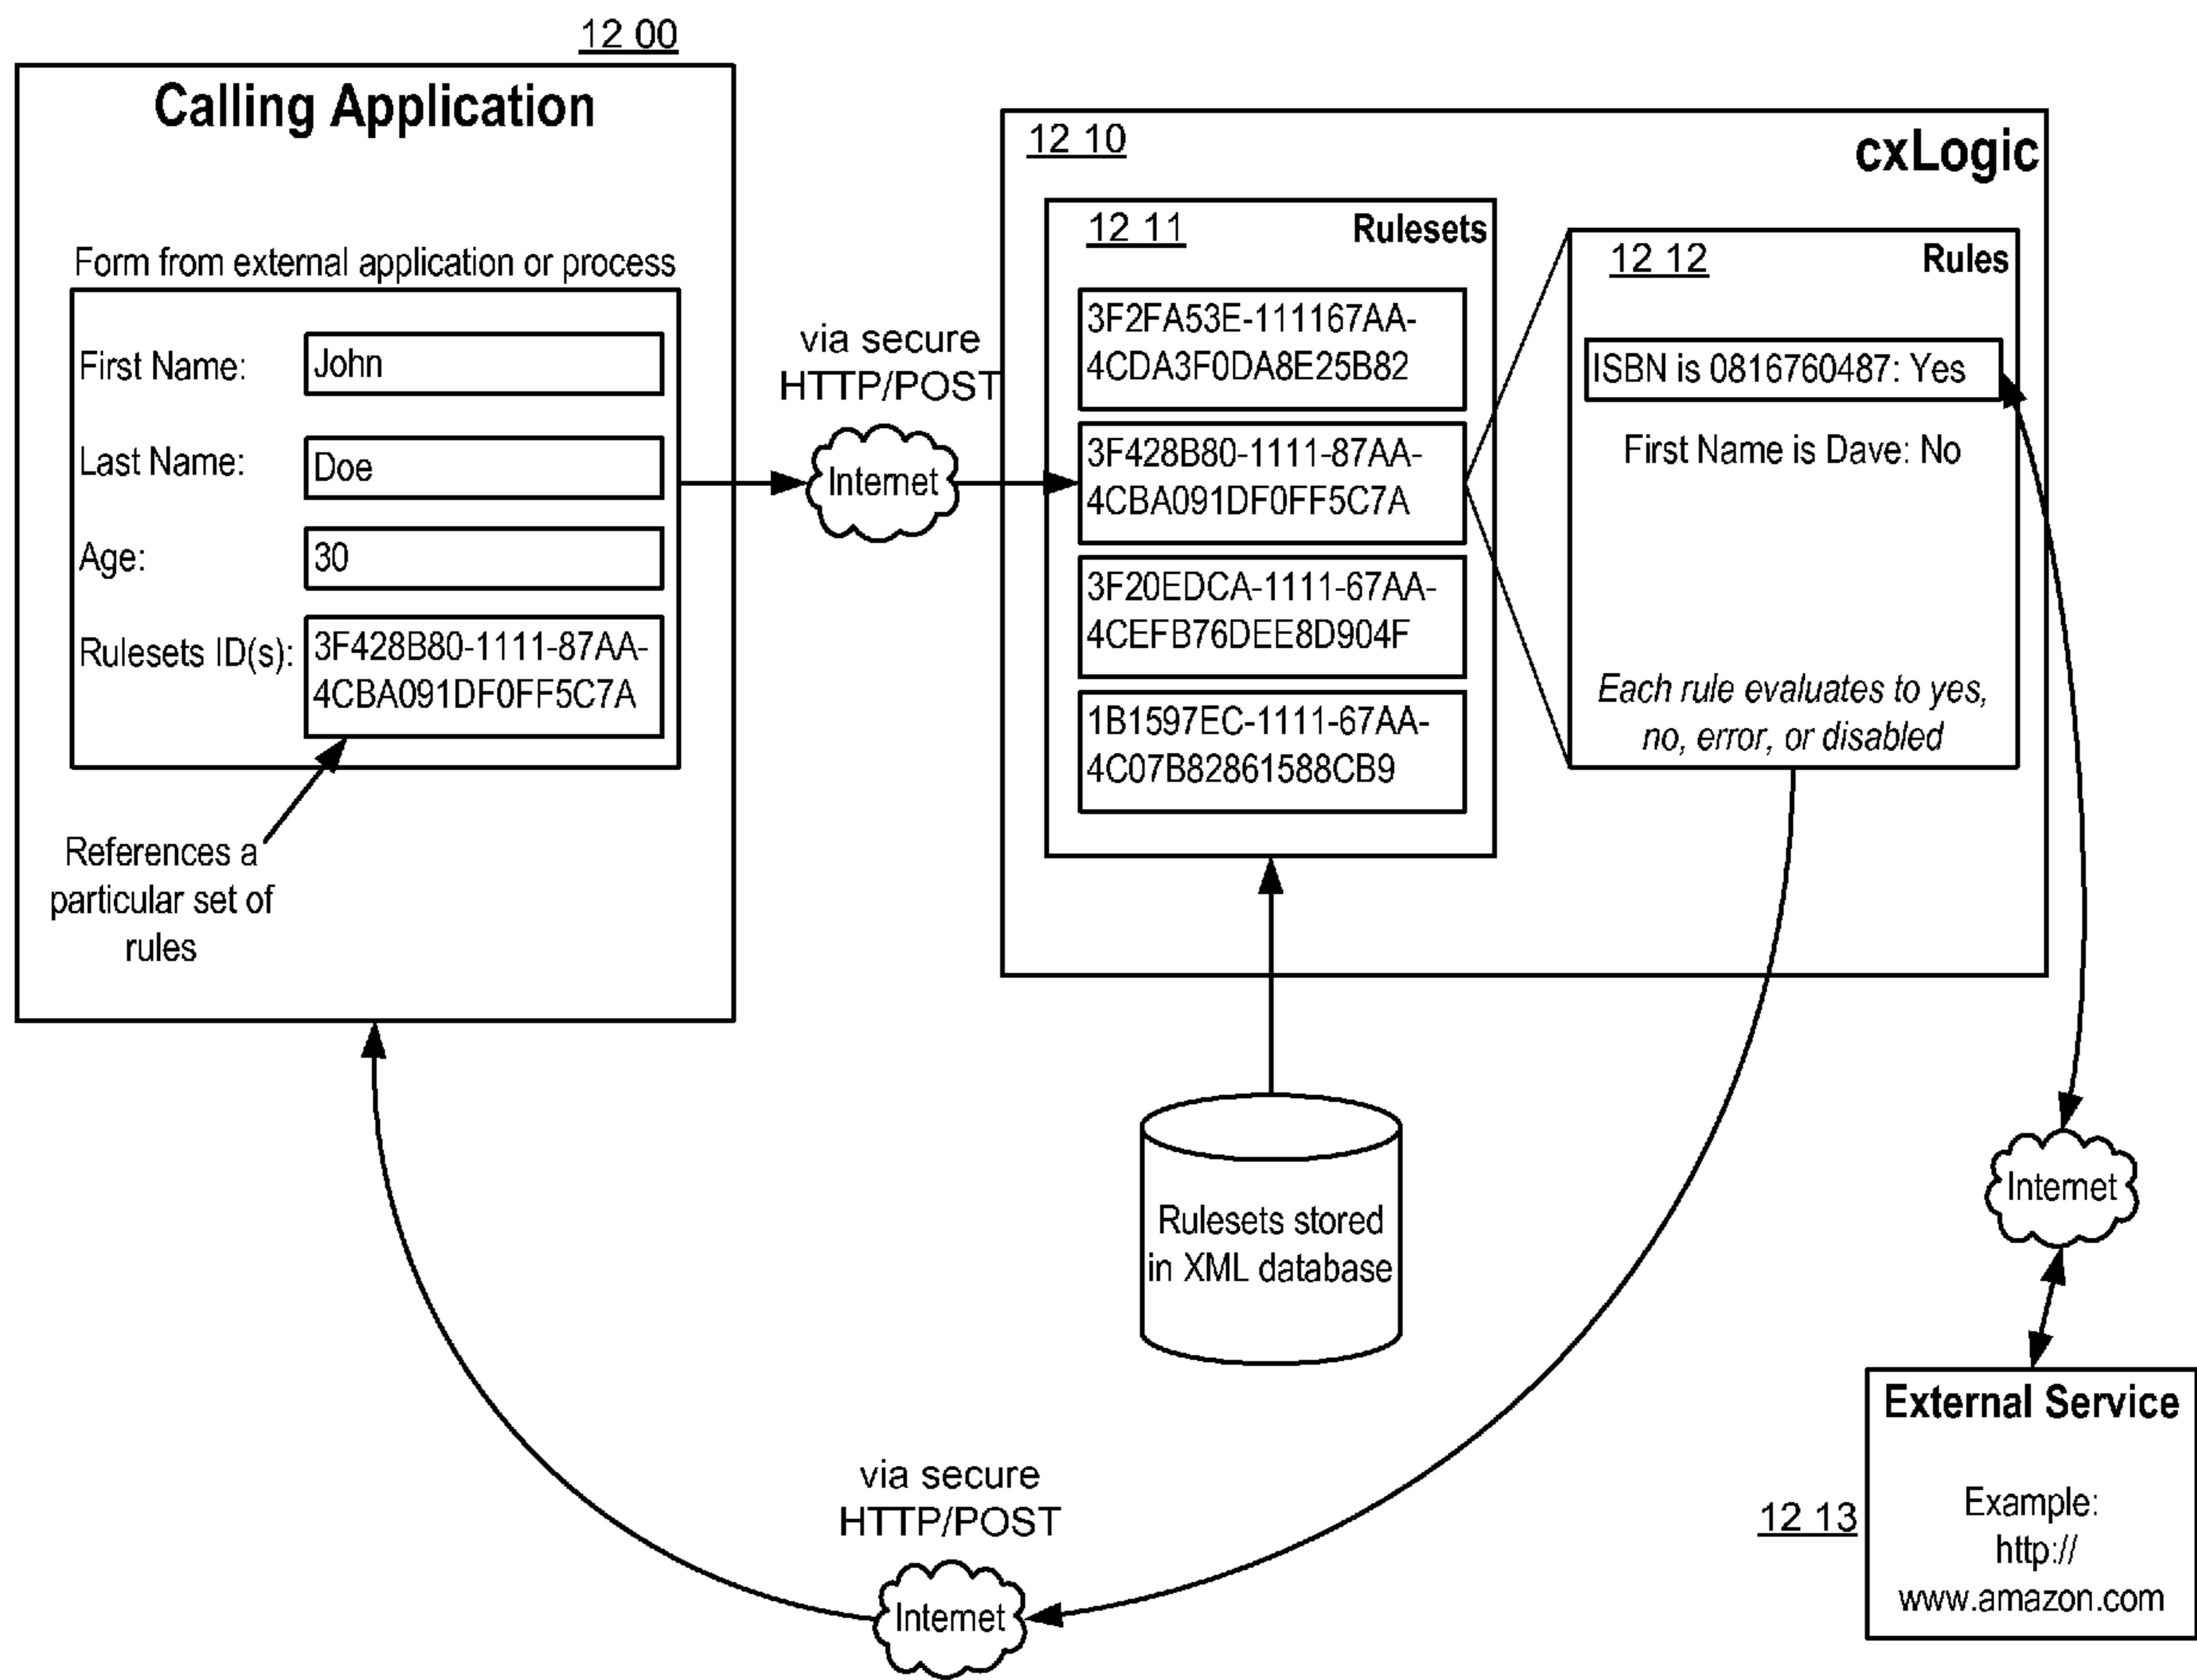 12 00
Calling Application
Form from external application or process
First Name:
John
Last Name:
Doe
Age:
30
Rulesets ID(s):
3F428B80-1111-87AA-
4CBA091DF0FF5C7A
References a
particular set of
rules
via secure
HTTP/POST
Internet
12 10
cxLogic
12 11
Rulesets
3F2FA53E-111167AA-
4CDA3F0DA8E25B82
3F428B80-1111-87AA-
4CBA091DF0FF5C7A
3F20EDCA-1111-67AA-
4CEFB76DEE8D904F
1B1597EC-1111-67AA-
4C07B82861588CB9
12 12
Rules
ISBN is 0816760487: Yes
First Name is Dave: No
Each rule evaluates to yes,
no, error, or disabled
Rulesets stored
in XML database
Internet
External Service
12 13
Example:
http://
www.amazon.com
via secure
HTTP/POST
Internet